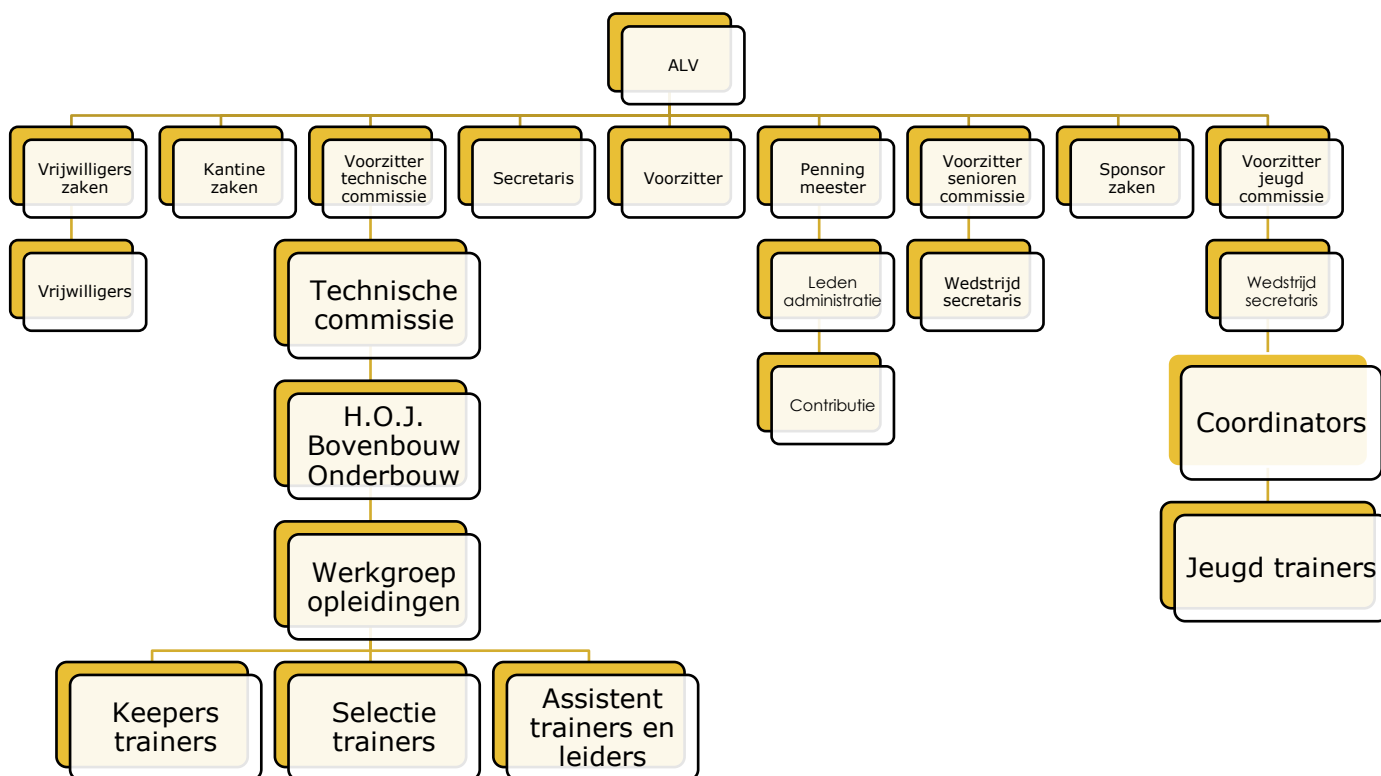 ALV
Vrijwilligers
zaken
Kantine
zaken
Voorzitter
technische
commissie
Secretaris
Voorzitter
Penning
meester
Voorzitter
senioren
commissie
Sponsor
zaken
Voorzitter
jeugd
commissie
Vrijwilligers
Technische
commissie
Leden
administratie
Wedstrijd
secretaris
Wedstrijd
secretaris
H.O.J.
Bovenbouw
Onderbouw
Contributie
Coordinators
Werkgroep
opleidingen
Jeugd trainers
Keepers
trainers
Selectie
trainers
Assistent
trainers en
leiders